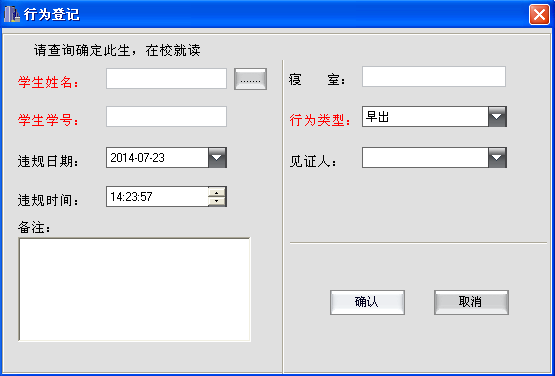 行为登记
请查询确定此生，在校就读
学生姓名：
.......
学生学号：
违规日期：
2014-07-23
违规时间：
14:23:57
备注：
寝　　室：
行为类型：
早出
见证人：
确认
取消